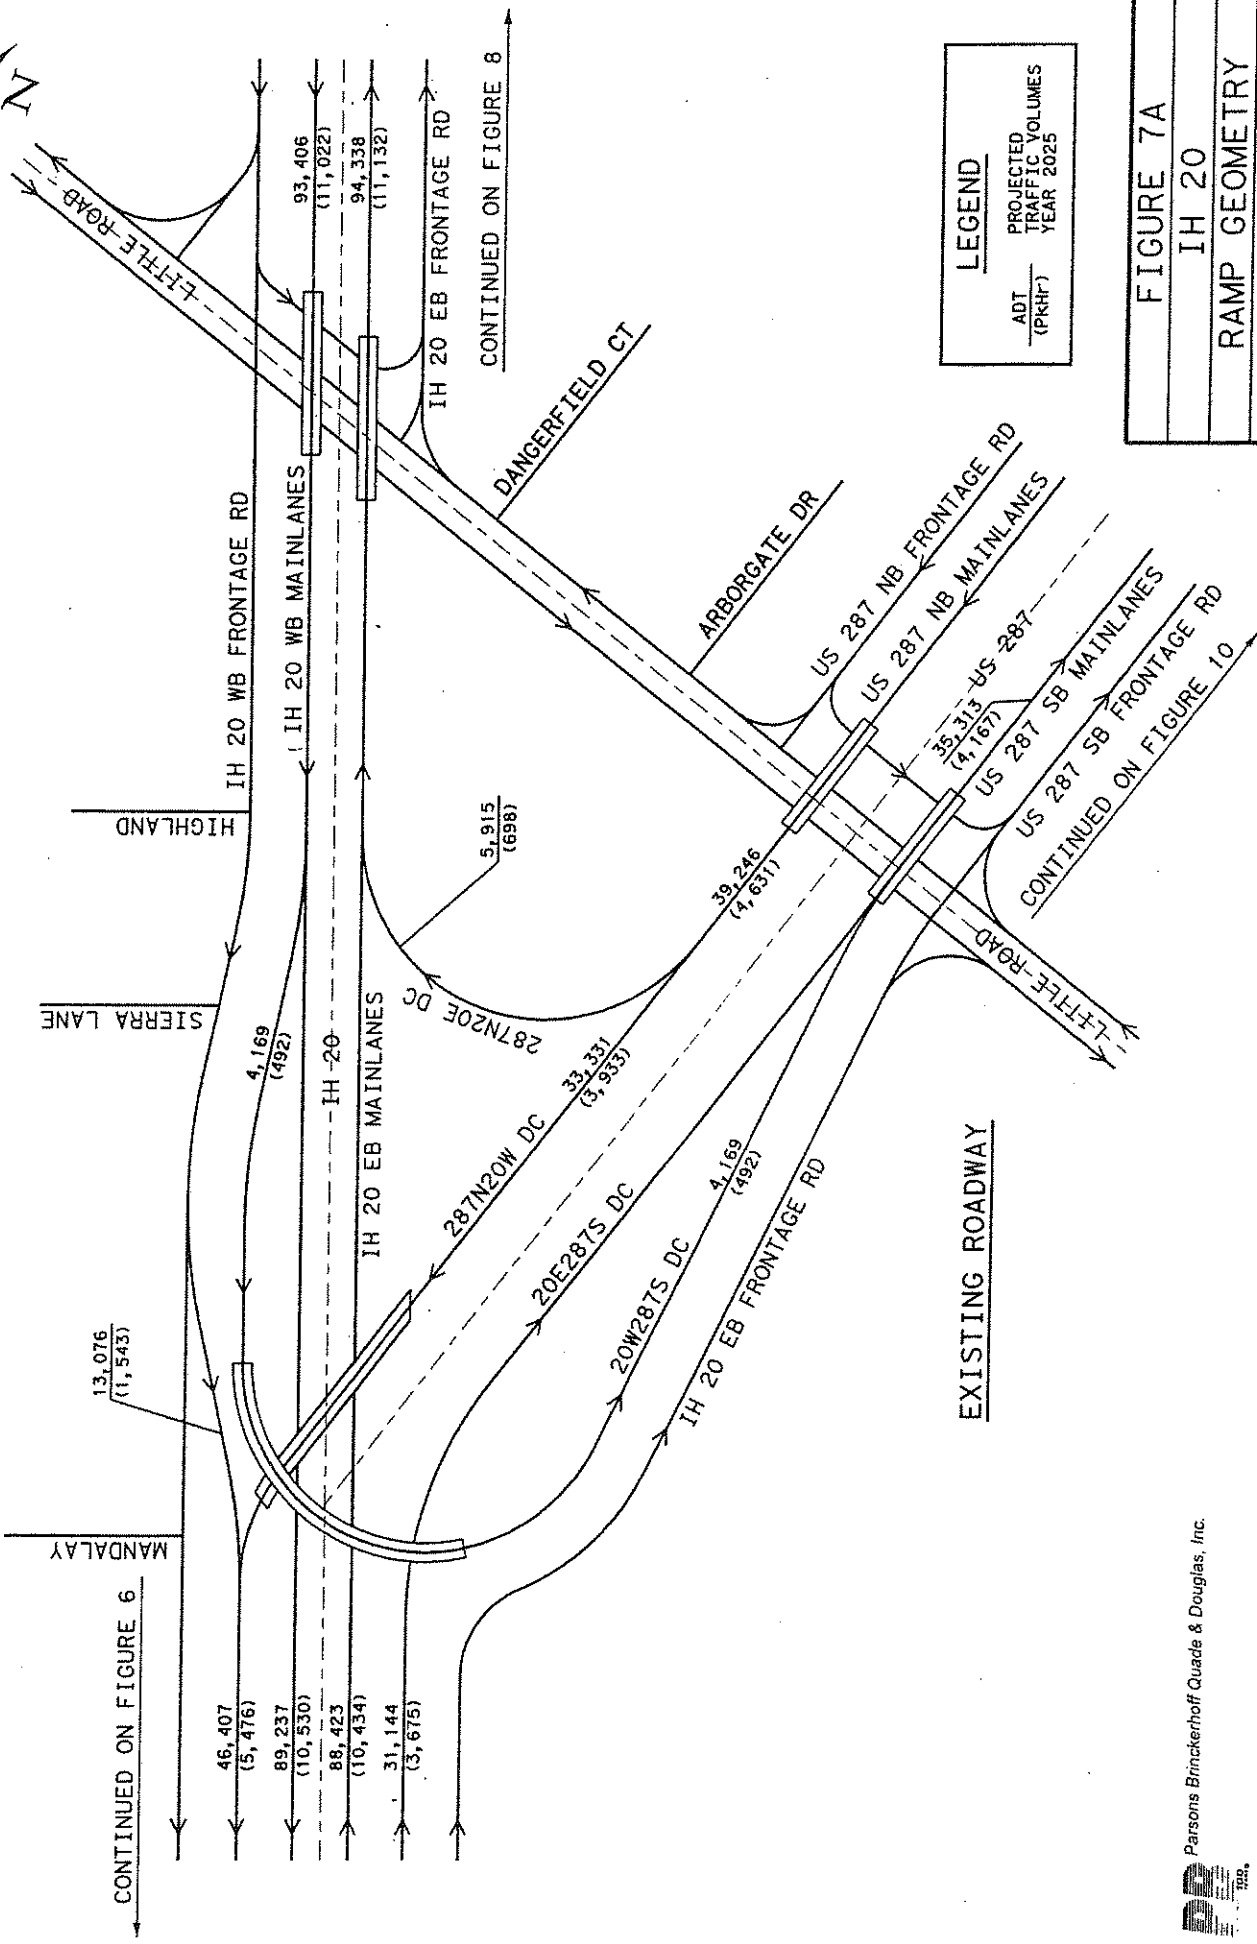 N
CONTINUED ON FIGURE 6
MANDALAY
13,076
(1,543)
SIERRA LANE
HIGHLAND
IH 20 WB FRONTAGE RD
LITTLE ROAD
46,407
(5,476)
89,237
(10,530)
88,423
(10,434)
31,144
(3,675)
4,169
(492)
IH 20
IH 20 WB MAINLANES
IH 20 EB MAINLANES
93,406
(11,022)
94,338
(11,132)
IH 20 EB FRONTAGE RD
CONTINUED ON FIGURE 8
287N20W DC
33,331
(3,933)
287N20E DC
5,915
(698)
39,246
(4,631)
20E287S DC
20W287S DC
4,169
(492)
IH 20 EB FRONTAGE RD
DANGERFIELD CT
ARBORGATE DR
US 287 NB FRONTAGE RD
US 287 NB MAINLANES
US 287
35,313
(4,167)
US 287 SB MAINLANES
US 287 SB FRONTAGE RD
CONTINUED ON FIGURE 10
LITTLE ROAD
EXISTING ROADWAY
LEGEND
ADT
(PKHr)
PROJECTED
TRAFFIC VOLUMES
YEAR 2025
FIGURE 7A
IH 20
RAMP GEOMETRY
PB
100
YEARS
Parsons Brinckerhoff Quade & Douglas, Inc.